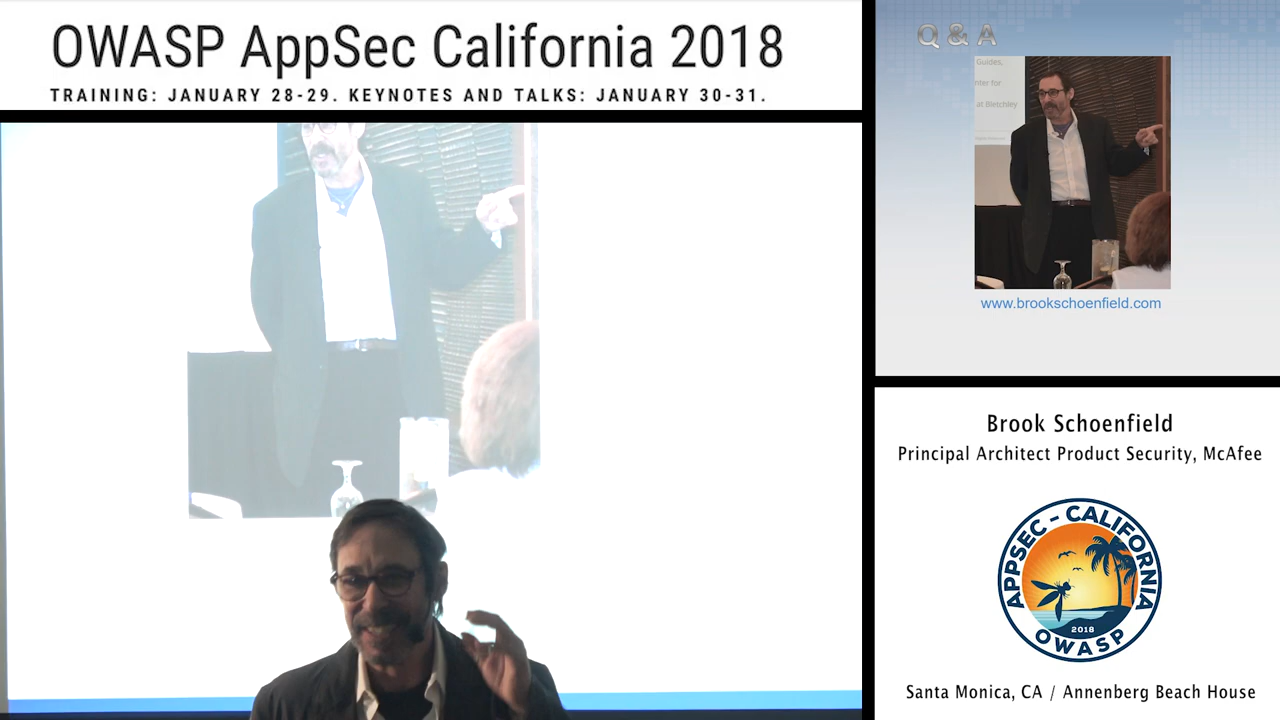 OWASP AppSec California 2018
TRAINING: JANUARY 28-29. KEYNOTES AND TALKS: JANUARY 30-31.
Q & A
Guides,
nter for
at Bletchley
www.brookschoenfield.com
Brook Schoenfield
Principal Architect Product Security, McAfee
APPSEC - CALIFORNIA
2018
OWASP
Santa Monica, CA / Annenberg Beach House